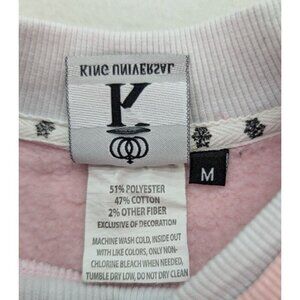 KING UNIVERSAL
K
M
51% POLYESTER
47% COTTON
2% OTHER FIBER
EXCLUSIVE OF DECORATION
MACHINE WASH COLD, INSIDE OUT
WITH LIKE COLORS, ONLY NON-
CHLORINE BLEACH WHEN NEEDED,
TUMBLE DRY LOW, DO NOT DRY CLEAN